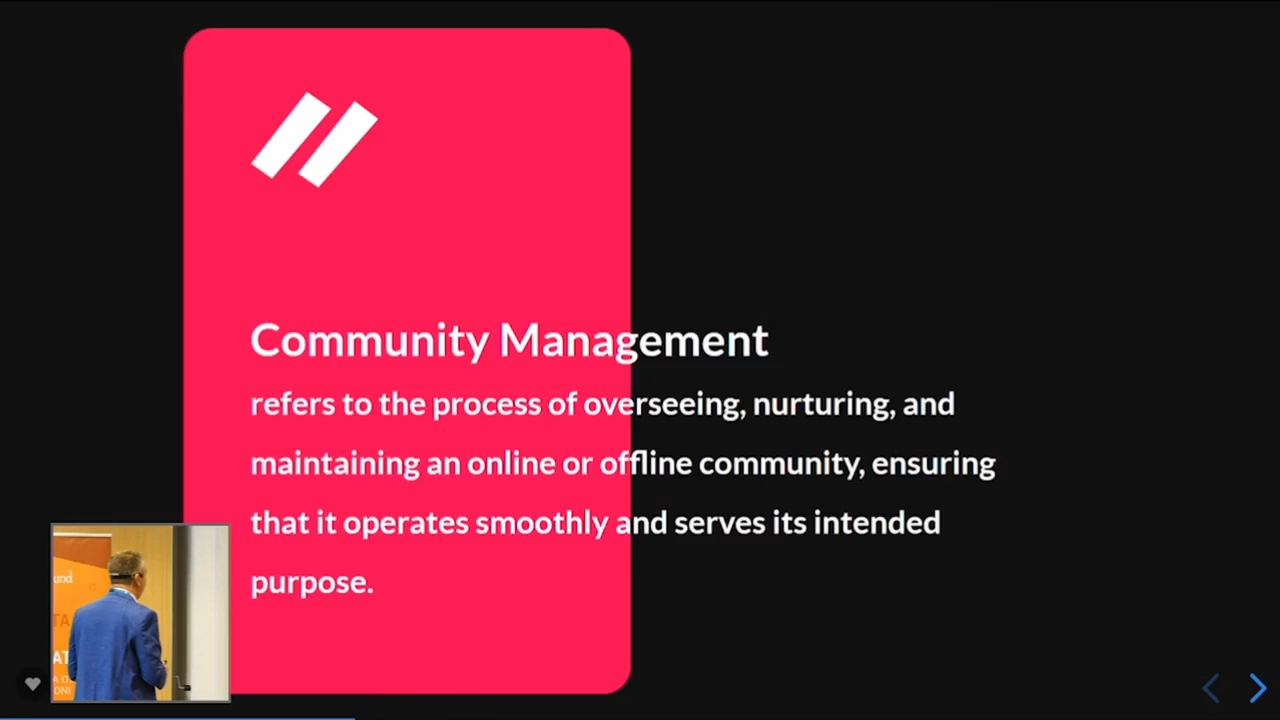 Community Management
refers to the process of overseeing, nurturing, and
maintaining an online or offline community, ensuring
that it operates smoothly and serves its intended
purpose.